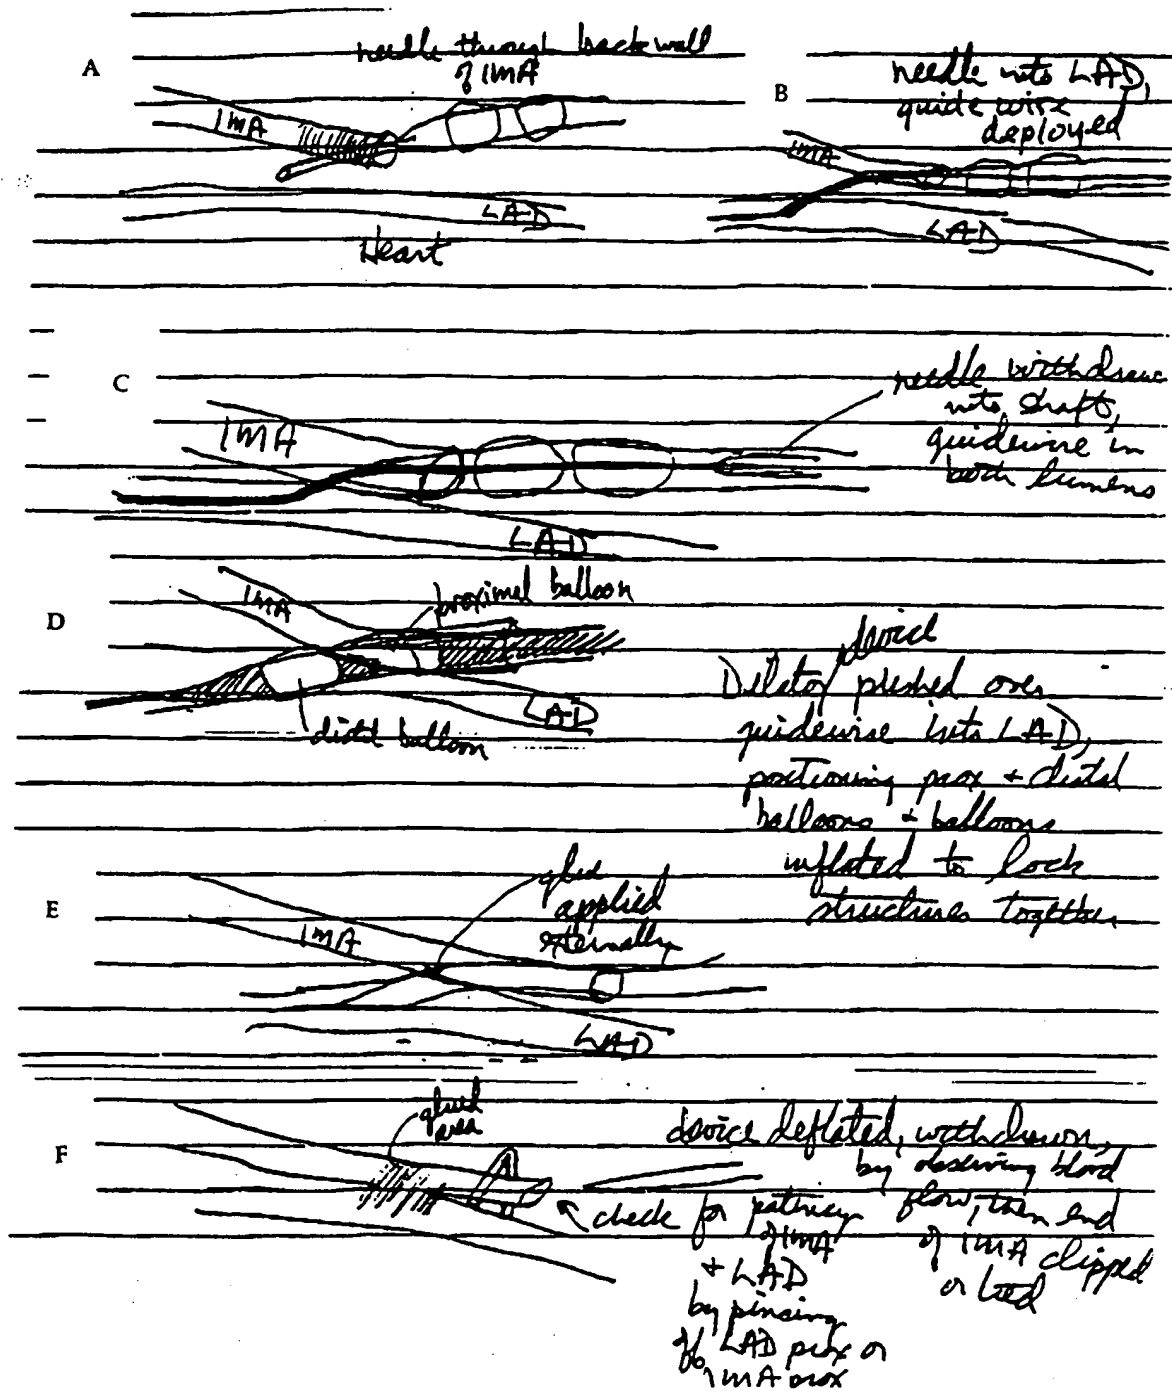 A
needle through back wall
of IMA
IMA
LAD
Heart
B
needle into LAD,
guide wire
deployed
IMA
LAD
C
IMA
LAD
needle withdrawn
into shaft,
guidewire in
both lumens
D
IMA
proximal balloon
LAD
distal balloon
device
Dilator pushed over
guidewire into LAD,
positioning prox + distal
balloons + balloons
inflated to lock
structures together
E
IMA
glue
applied
externally
LAD
F
glued
area
device deflated, withdrawn,
by observing blood
flow, then end
of IMA clipped
or tied
check for patency
of IMA
+ LAD
by pincing
off LAD prox or
IMA prox